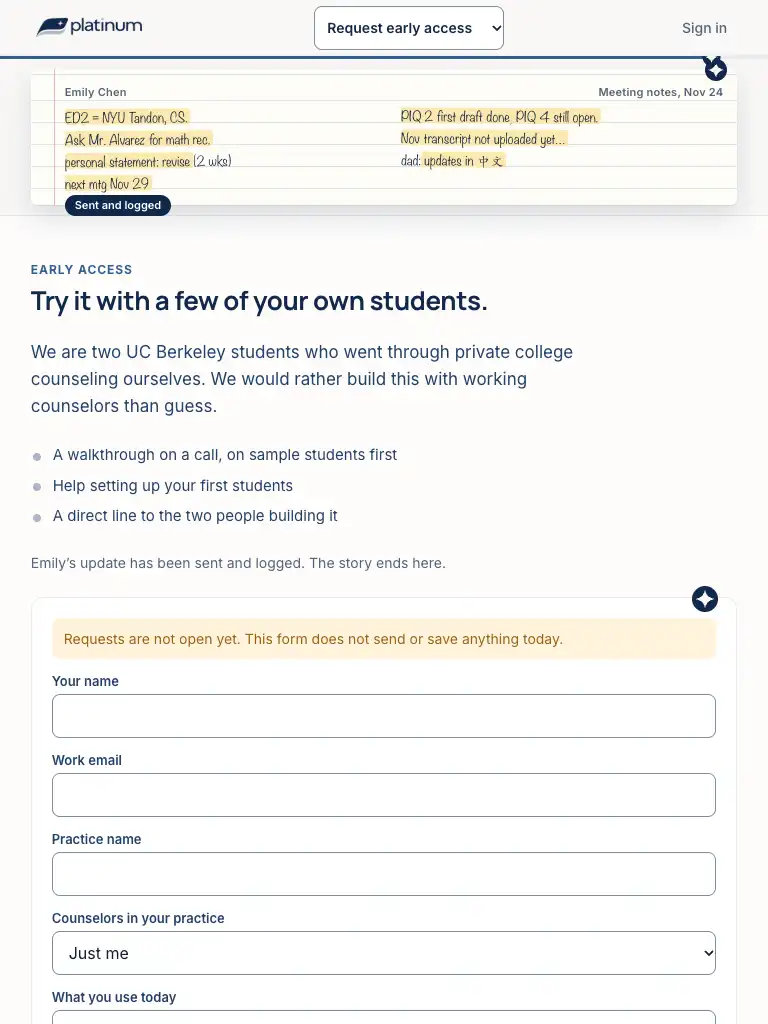 platinum
Request early access
Sign in
Emily Chen
Meeting notes, Nov 24
ED2 = NYU Tandon, CS.
Ask Mr. Alvarez for math rec.
personal statement: revise (2 wks)
next mtg Nov 29
PIQ 2 first draft done, PIQ 4 still open.
Nov transcript not uploaded yet...
dad: updates in 中文
Sent and logged
EARLY ACCESS
Try it with a few of your own students.
We are two UC Berkeley students who went through private college
counseling ourselves. We would rather build this with working
counselors than guess.
A walkthrough on a call, on sample students first
Help setting up your first students
A direct line to the two people building it
Emily’s update has been sent and logged. The story ends here.
Requests are not open yet. This form does not send or save anything today.
Your name
Work email
Practice name
Counselors in your practice
Just me
What you use today